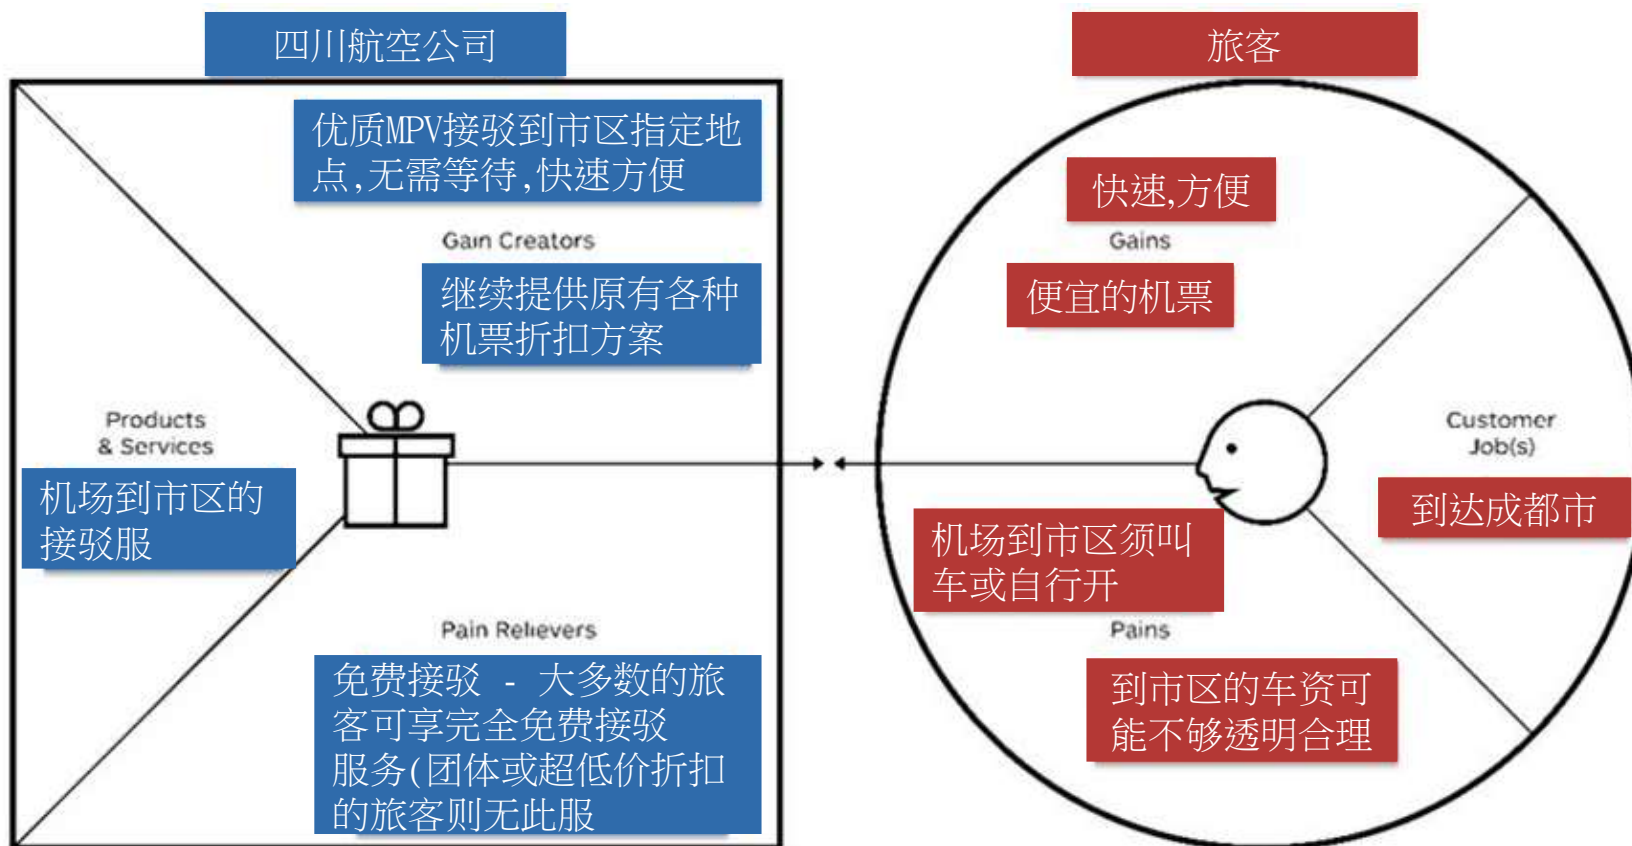 四川航空公司
旅客
优质MPV接驳到市区指定地
点,无需等待,快速方便
Gain Creators
继续提供原有各种
机票折扣方案
Products
& Services
机场到市区的
接驳服
Pain Relievers
免费接驳 - 大多数的旅
客可享完全免费接驳
服务(团体或超低价折扣
的旅客则无此服
快速,方便
Gains
便宜的机票
Customer
Job(s)
到达成都市
机场到市区须叫
车或自行开
Pains
到市区的车资可
能不够透明合理